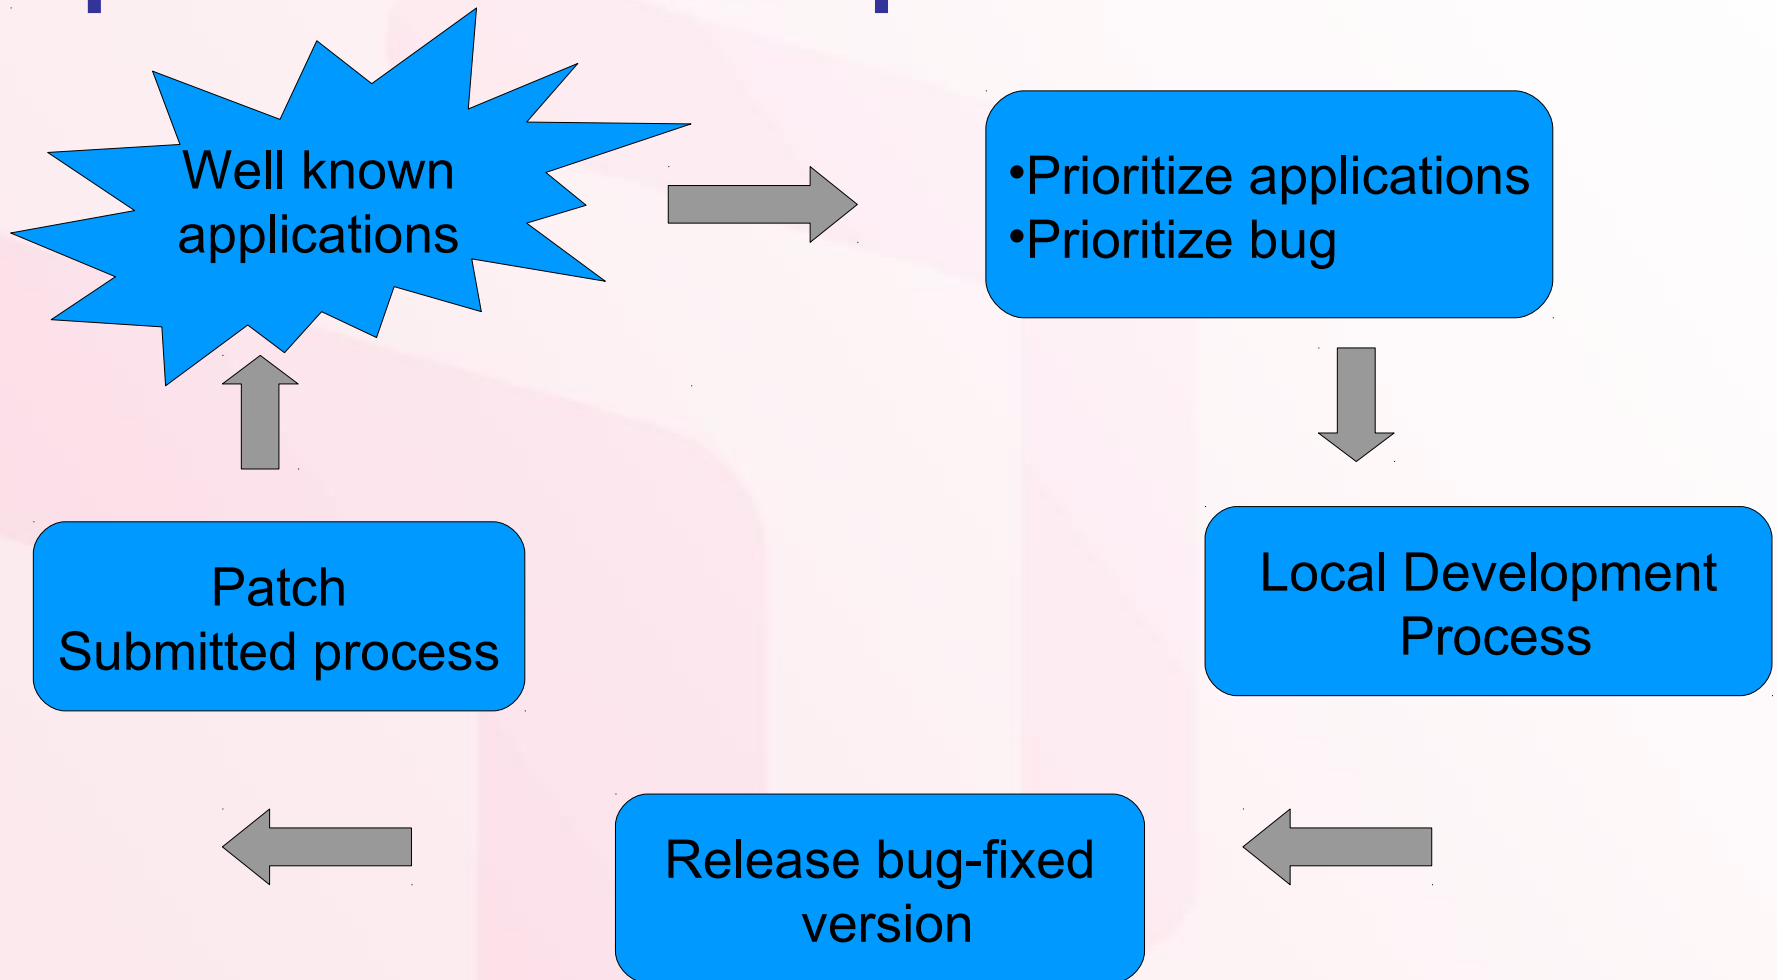 Well known
applications
•Prioritize applications
•Prioritize bug
Local Development
Process
Release bug-fixed
version
Patch
Submitted process